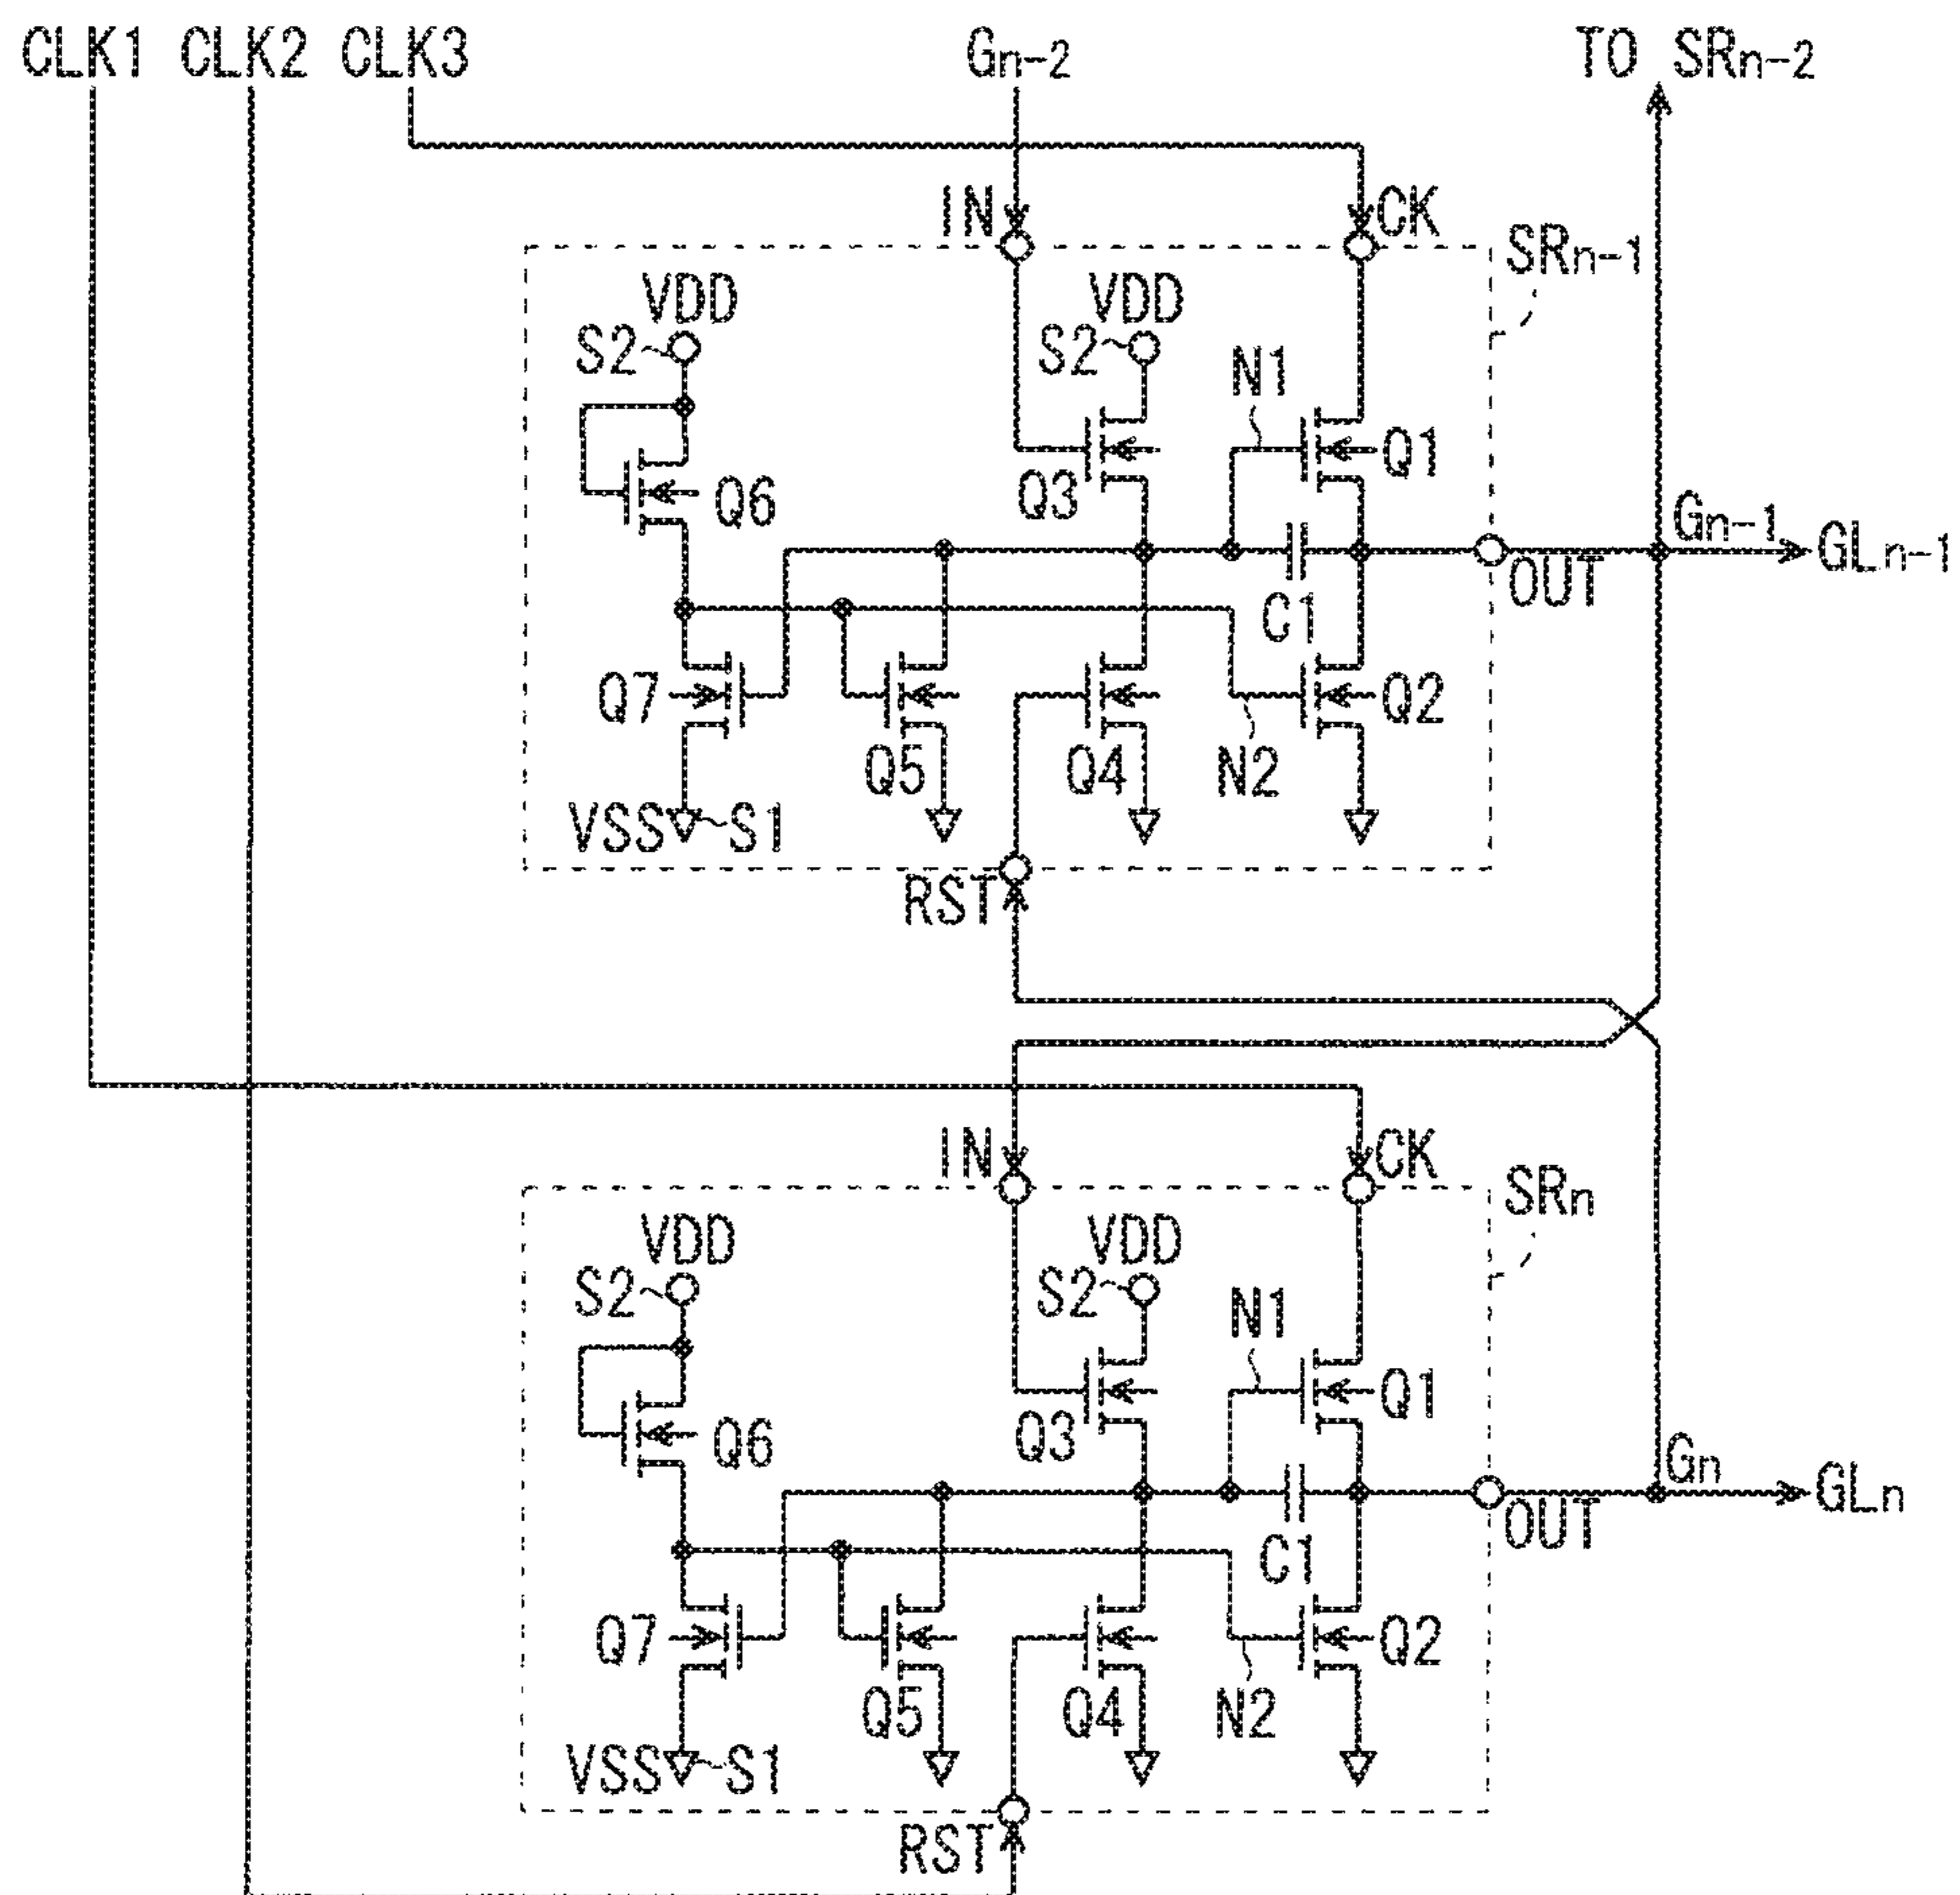 CLK1 CLK2 CLK3 Gn-2 TO SRn-2
IN CK
SRn-1
VDD VDD
S2 S2
N1
Q1
Q3
Q6
Gn-1
GLn-1
OUT
C1
Q7 Q2
Q5 Q4 N2
VSS S1
RST
IN CK
SRn
VDD VDD
S2 S2
N1
Q1
Q3
Q6
Gn
GLn
OUT
C1
Q7 Q2
Q5 Q4 N2
VSS S1
RST